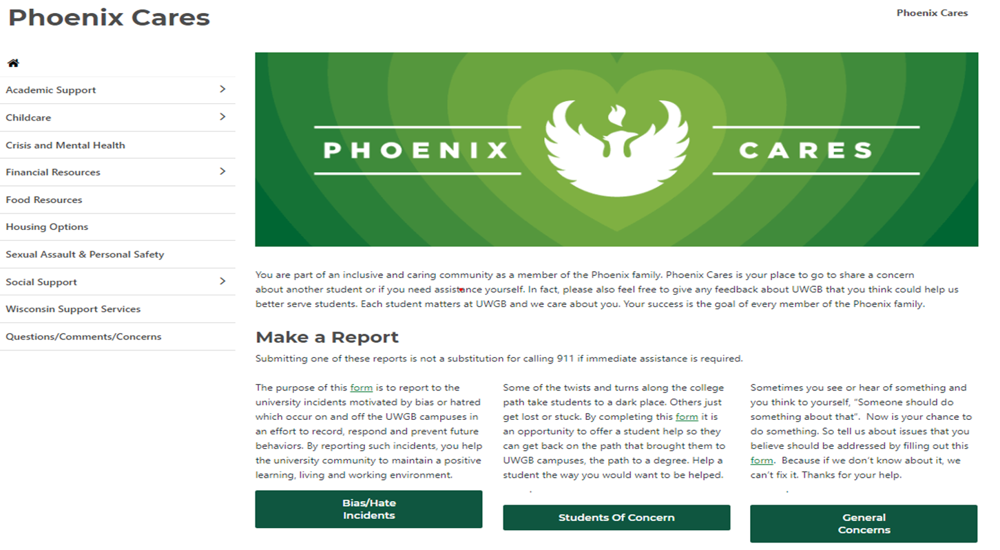 Phoenix Cares
Phoenix Cares
Academic Support
Childcare
Crisis and Mental Health
Financial Resources
Food Resources
Housing Options
Sexual Assault & Personal Safety
Social Support
Wisconsin Support Services
Questions/Comments/Concerns
PHOENIX CARES
You are part of an inclusive and caring community as a member of the Phoenix family. Phoenix Cares is your place to go to share a concern
about another student or if you need assistance yourself. In fact, please also feel free to give any feedback about UWGB that you think could help us
better serve students. Each student matters at UWGB and we care about you. Your success is the goal of every member of the Phoenix family.
Make a Report
Submitting one of these reports is not a substitution for calling 911 if immediate assistance is required.
The purpose of this form is to report to the
university incidents motivated by bias or hatred
which occur on and off the UWGB campuses in
an effort to record, respond and prevent future
behaviors. By reporting such incidents, you help
the university community to maintain a positive
learning, living and working environment.
Bias/Hate
Incidents
Some of the twists and turns along the college
path take students to a dark place. Others just
get lost or stuck. By completing this form it is
an opportunity to offer a student help so they
can get back on the path that brought them to
UWGB campuses, the path to a degree. Help a
student the way you would want to be helped.
.
Students Of Concern
Sometimes you see or hear of something and
you think to yourself, “Someone should do
something about that”.  Now is your chance to
do something. So tell us about issues that you
believe should be addressed by filling out this
form.  Because if we don’t know about it, we
can’t fix it. Thanks for your help.
.
General
Concerns